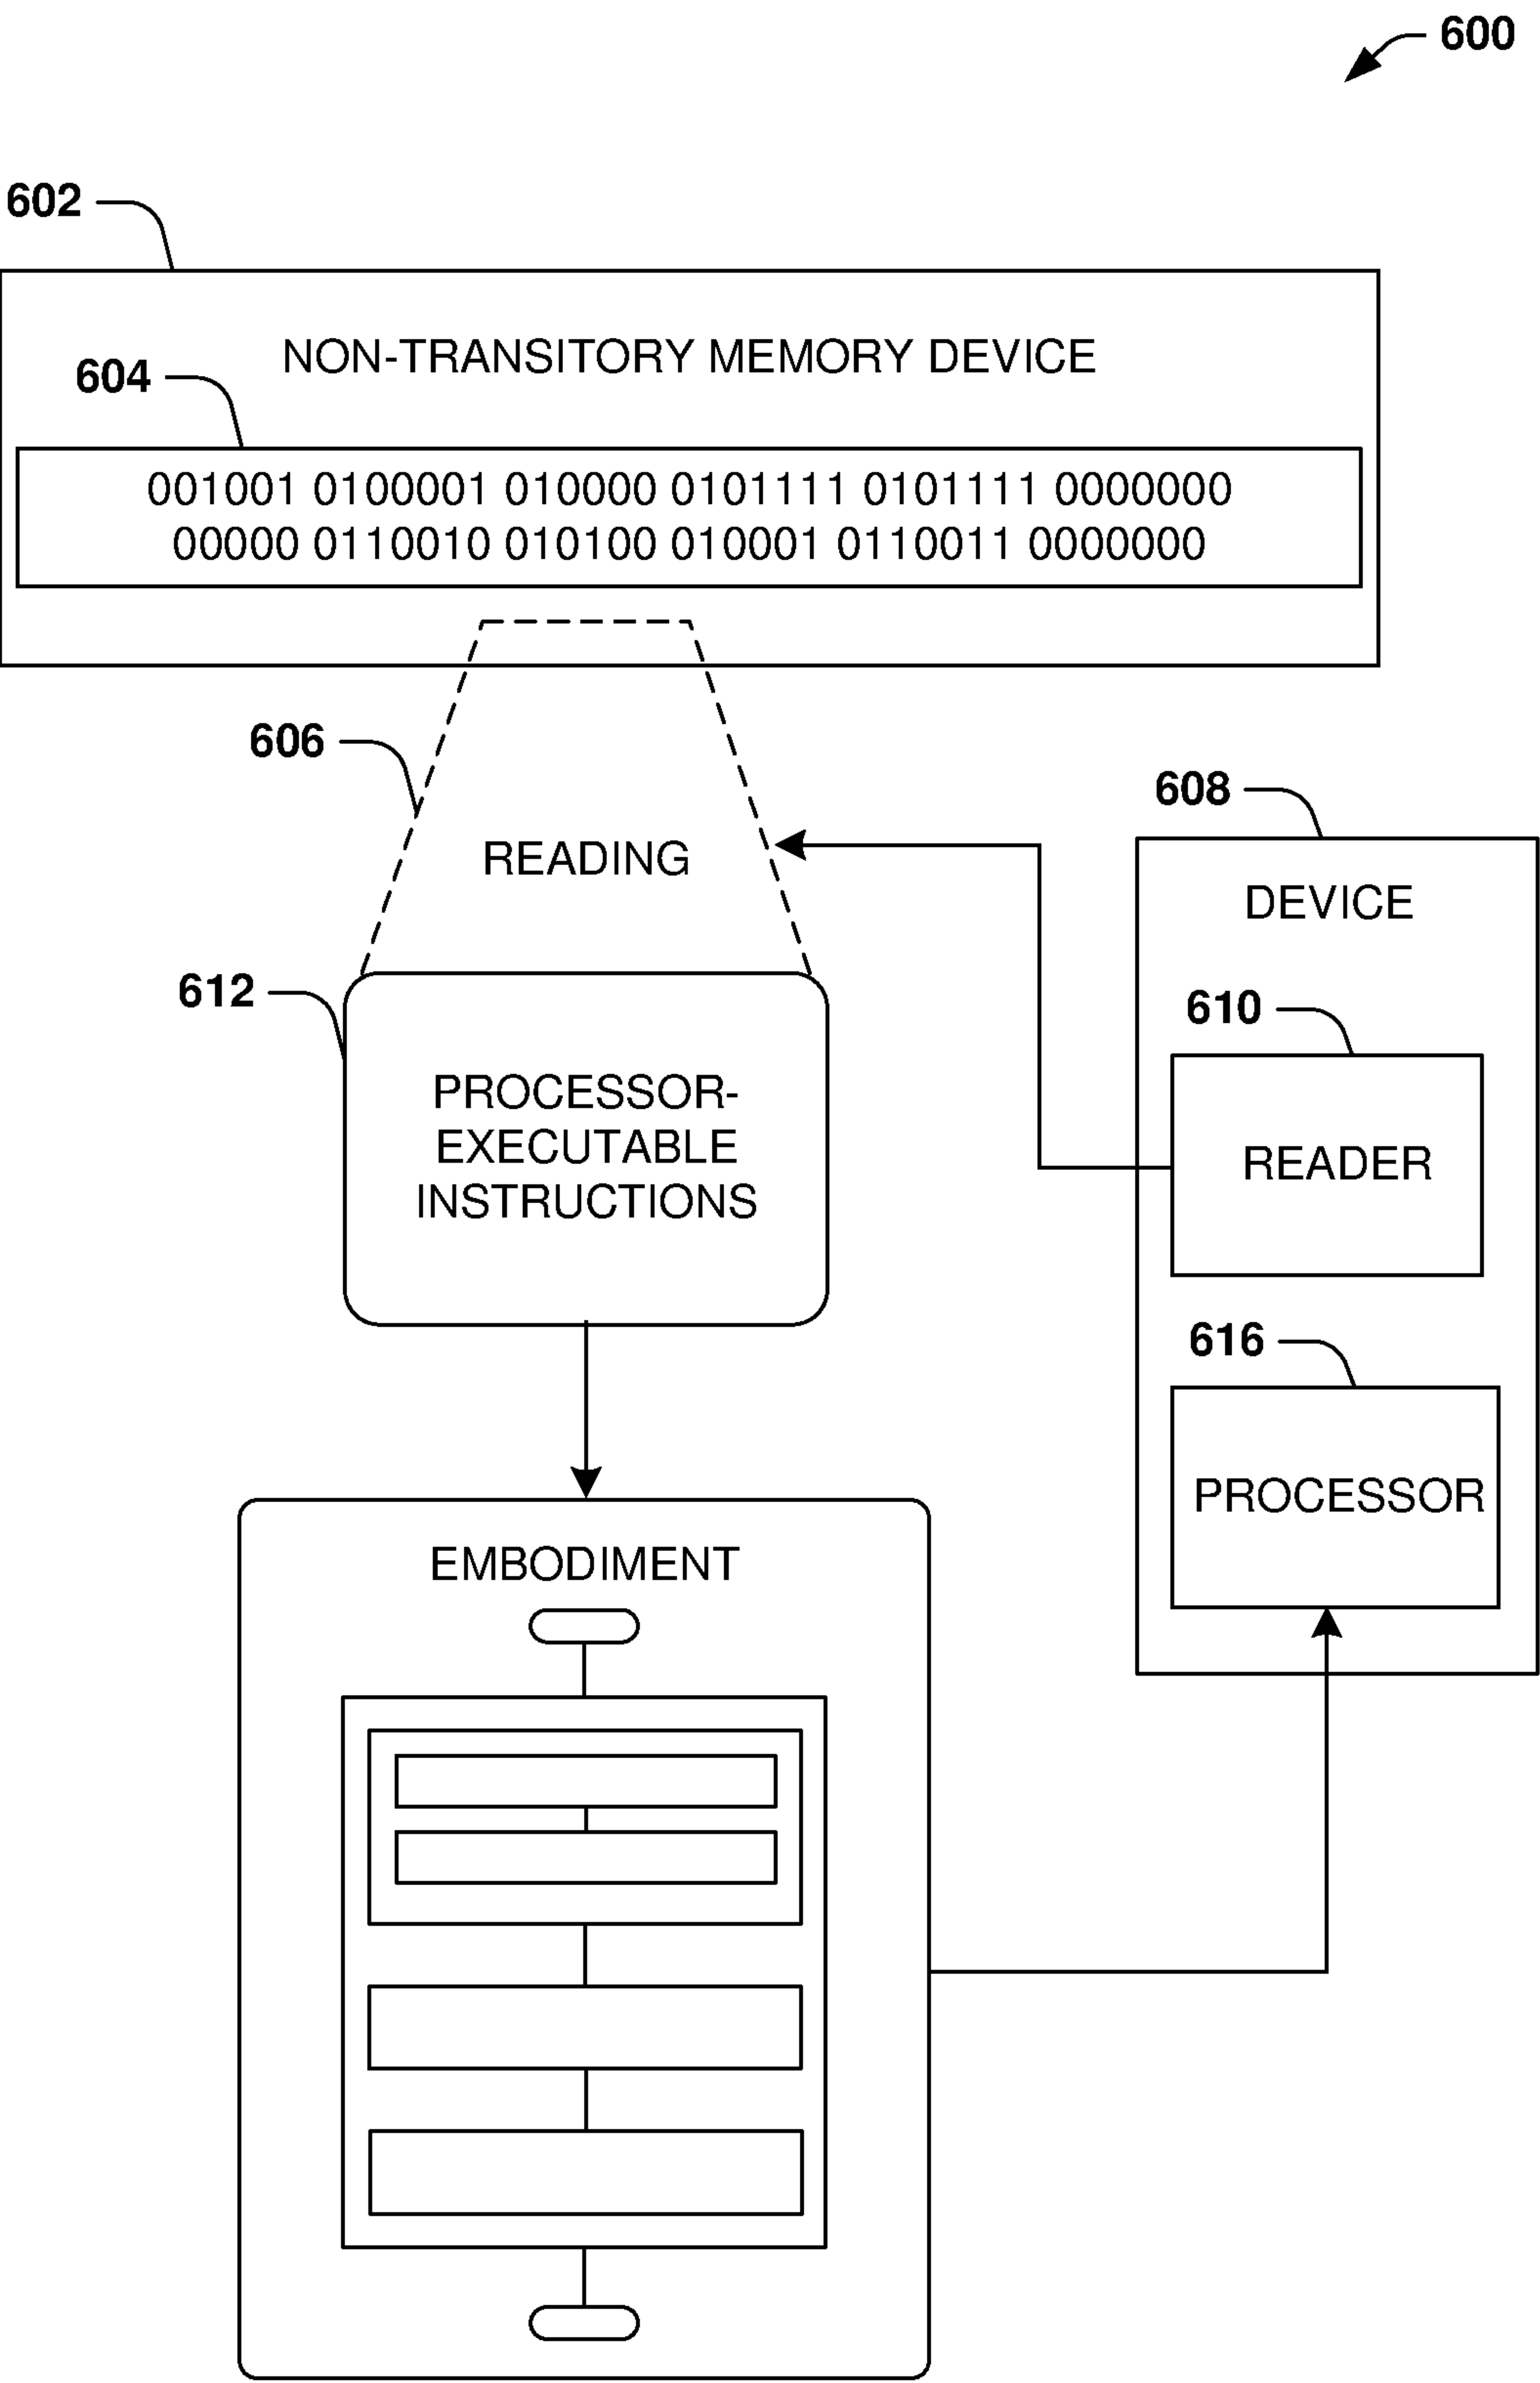 600
602
NON-TRANSITORY MEMORY DEVICE
604
001001 0100001 010000 0101111 0101111 0000000
00000 0110010 010100 010001 0110011 0000000
606
608
READING
DEVICE
612
610
PROCESSOR-
EXECUTABLE
INSTRUCTIONS
READER
616
PROCESSOR
EMBODIMENT